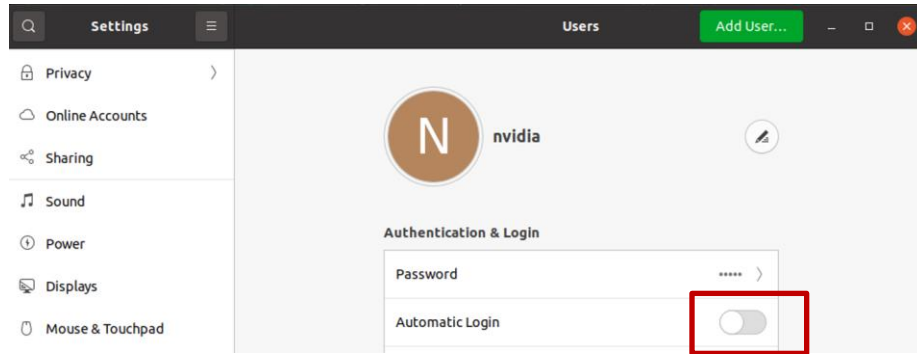 Settings
Users
Add User...
Privacy
Online Accounts
Sharing
Sound
Power
Displays
Mouse & Touchpad
N
nvidia
Authentication & Login
Password
•••••
Automatic Login